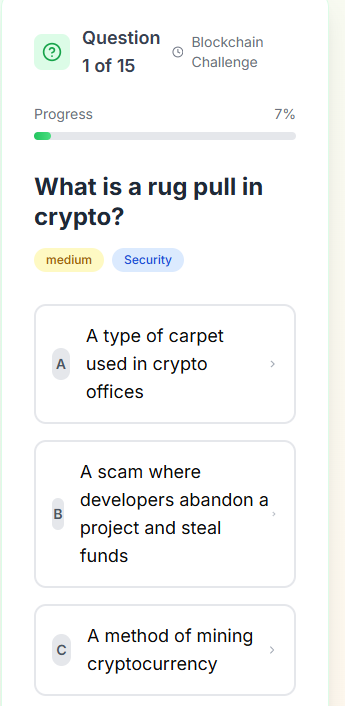 Question
1 of 15
Blockchain
Challenge
Progress
7%
What is a rug pull in
crypto?
medium
Security
A
A type of carpet
used in crypto
offices
B
A scam where
developers abandon a
project and steal
funds
C
A method of mining
cryptocurrency